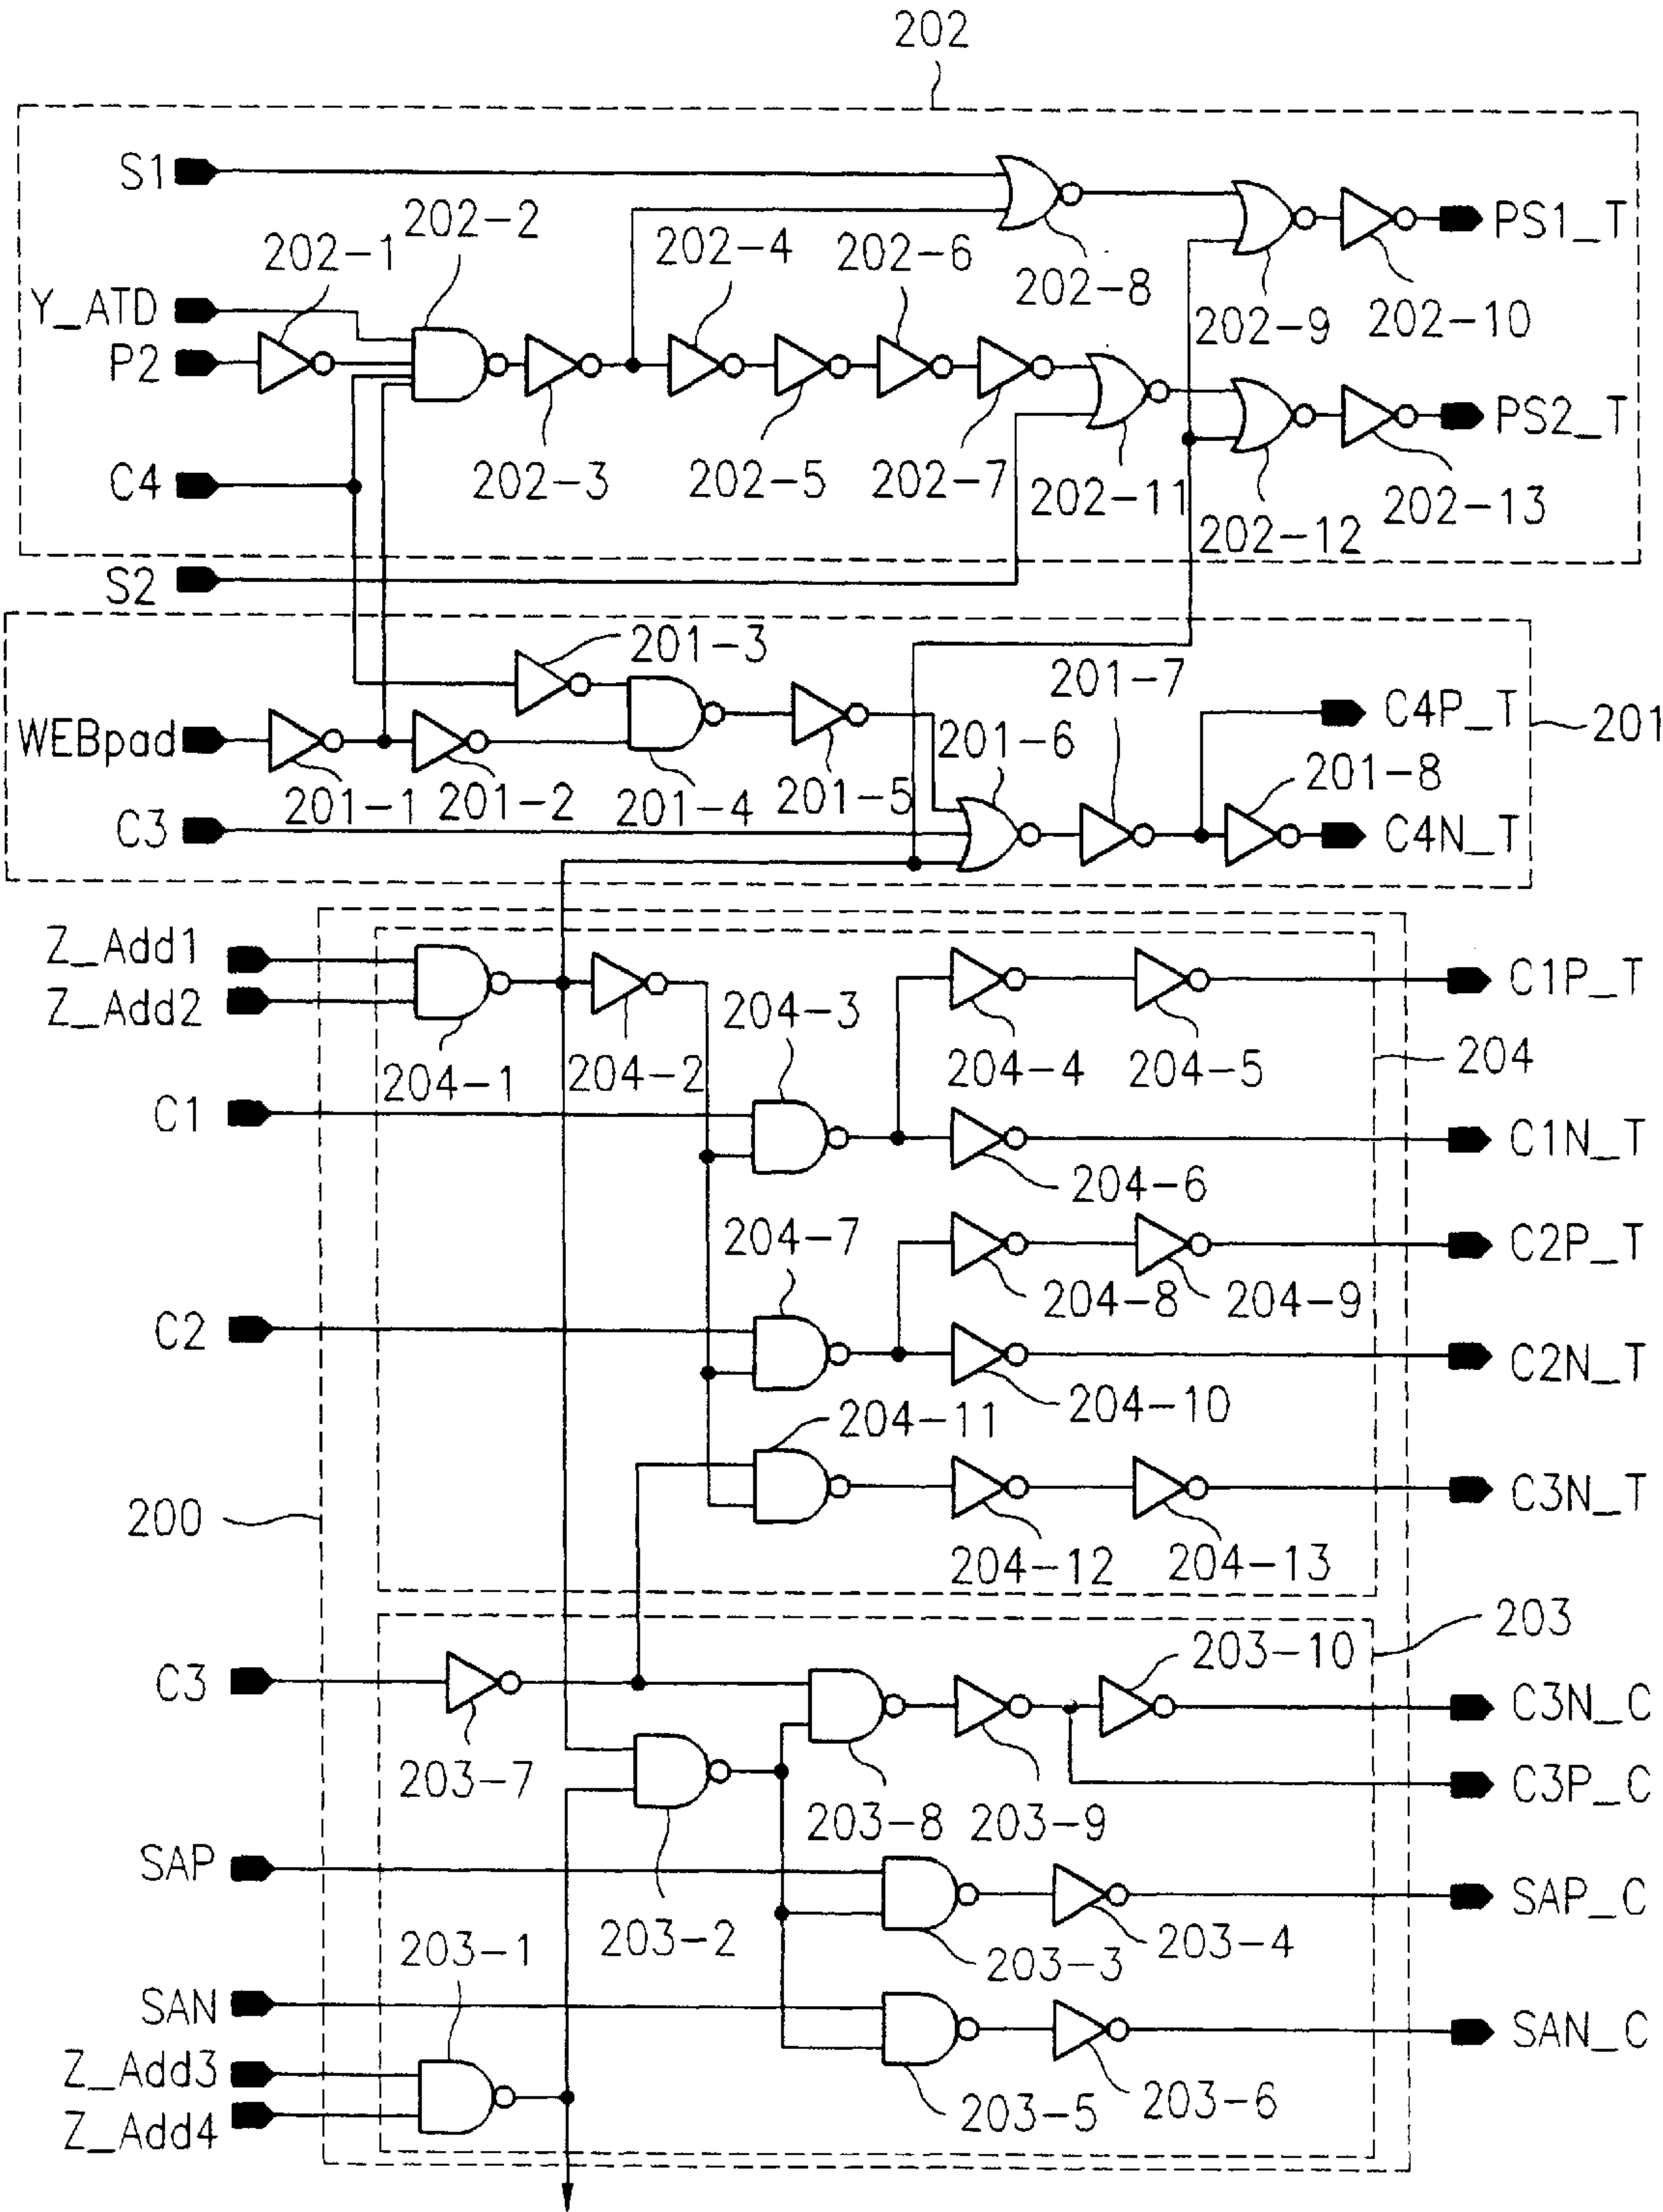 202
S1
202-2
202-1
202-4
202-6
202-8
PS1_T
Y_ATD
202-9
202-10
P2
PS2_T
C4
202-3
202-5
202-7
202-11
202-13
202-12
S2
201-3
201-7
C4P_T
WEBpad
201-6
201
201-8
201-1
201-2
201-4
201-5
C3
C4N_T
Z_Add1
Z_Add2
C1P_T
204-3
204-1
204-2
204-4
204-5
204
C1
C1N_T
204-6
204-7
C2P_T
204-8
204-9
C2
C2N_T
204-10
204-11
C3N_T
200
204-12
204-13
203
203-10
C3
C3N_C
203-7
C3P_C
203-8
203-9
SAP
SAP_C
203-1
203-2
203-3
203-4
SAN
SAN_C
Z_Add3
203-5
203-6
Z_Add4